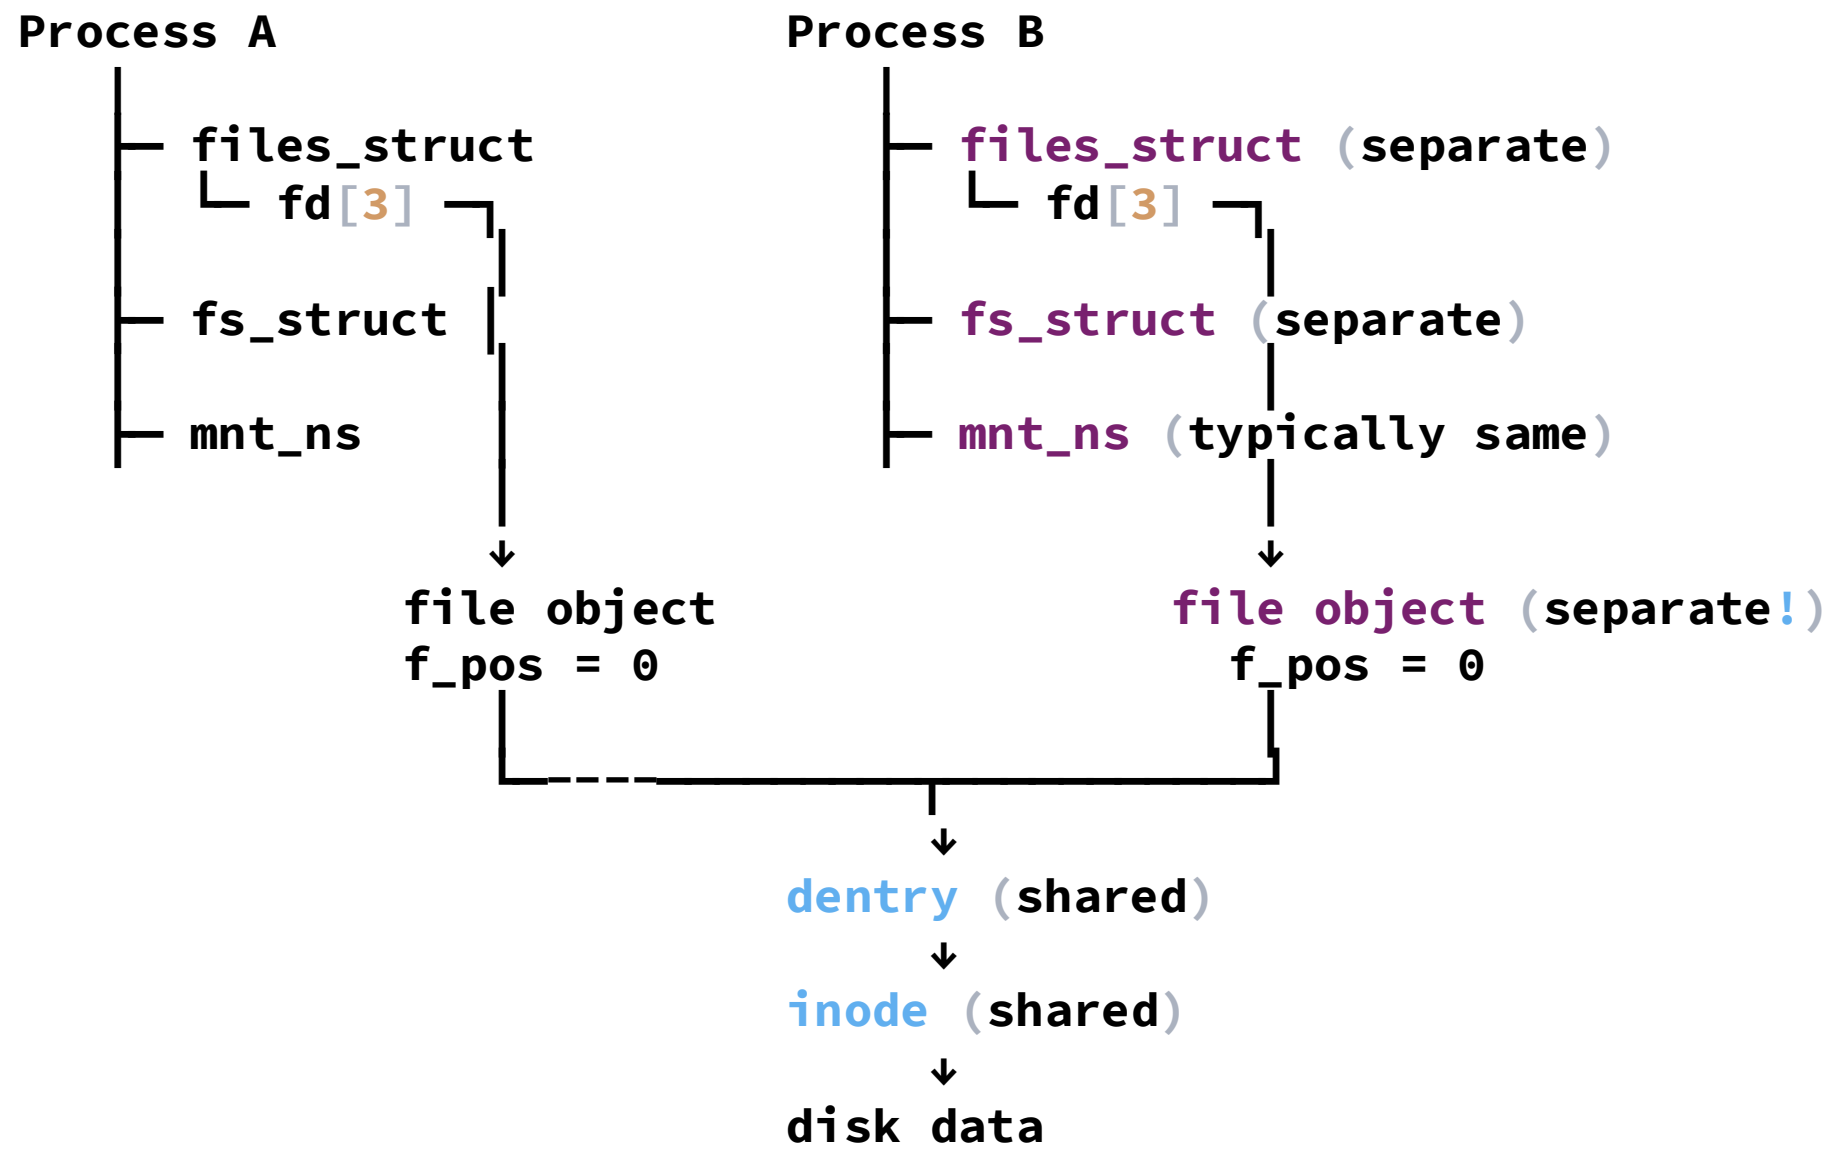 Process A Process B
files_struct files_struct (separate)
fd[3] fd[3]
fs_struct fs_struct (separate)
mnt_ns mnt_ns (typically same)
file object file object (separate!)
f_pos = 0 f_pos = 0
dentry (shared)
inode (shared)
disk data